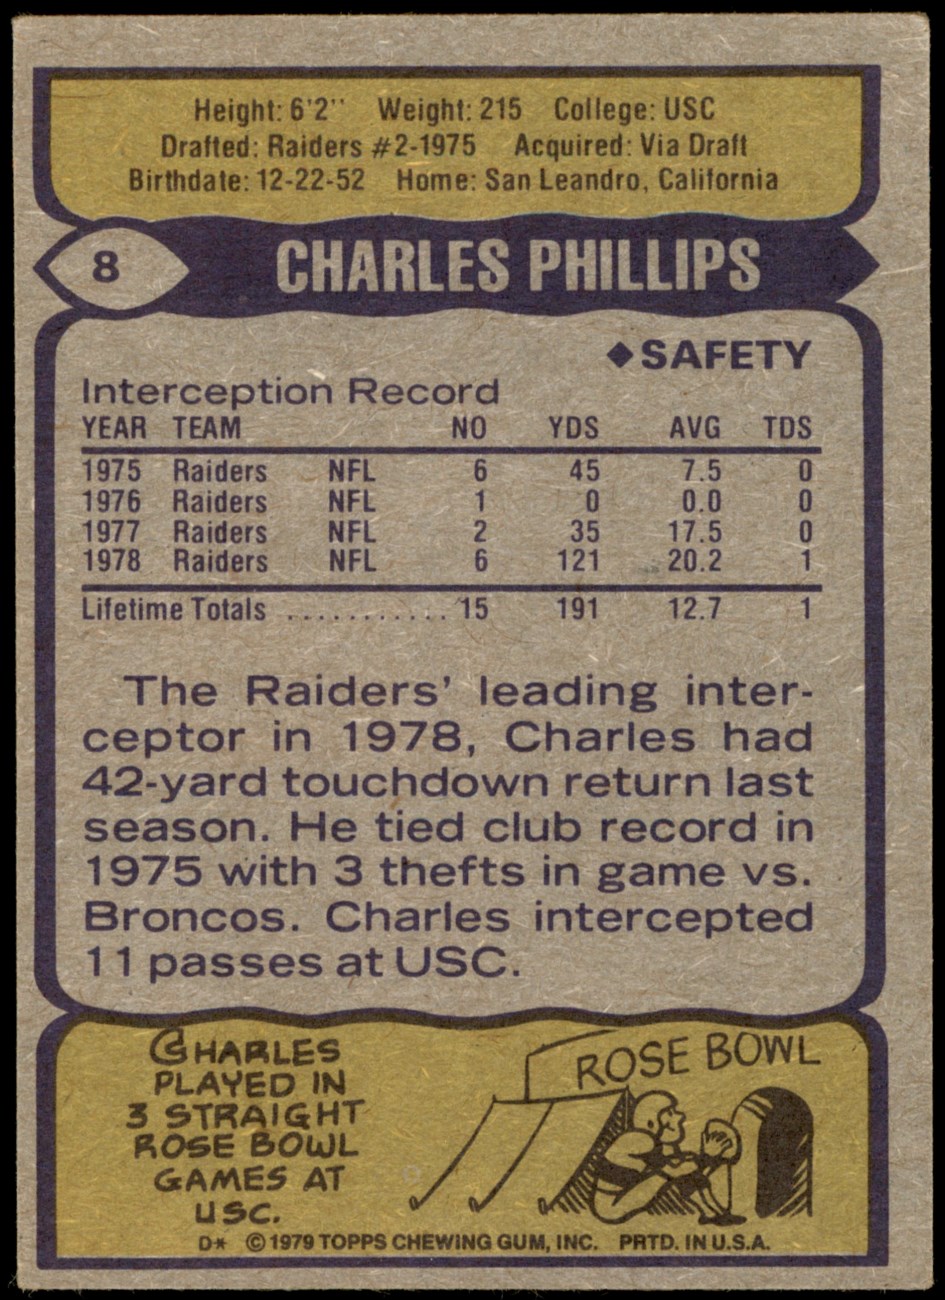 Height: 6'2'' Weight: 215 College: USC
Drafted: Raiders #2-1975 Acquired: Via Draft
Birthdate: 12-22-52 Home: San Leandro, California
8 CHARLES PHILLIPS
◆SAFETY
Interception Record
YEAR TEAM NO YDS AVG TDS
1975 Raiders NFL 6 45 7.5 0
1976 Raiders NFL 1 0 0.0 0
1977 Raiders NFL 2 35 17.5 0
1978 Raiders NFL 6 121 20.2 1
Lifetime Totals ........... 15 191 12.7 1
The Raiders' leading inter-
ceptor in 1978, Charles had
42-yard touchdown return last
season. He tied club record in
1975 with 3 thefts in game vs.
Broncos. Charles intercepted
11 passes at USC.
CHARLES
PLAYED IN
3 STRAIGHT
ROSE BOWL
GAMES AT
USC.
ROSE BOWL
D* ©1979 TOPPS CHEWING GUM, INC. PRTD. IN U.S.A.